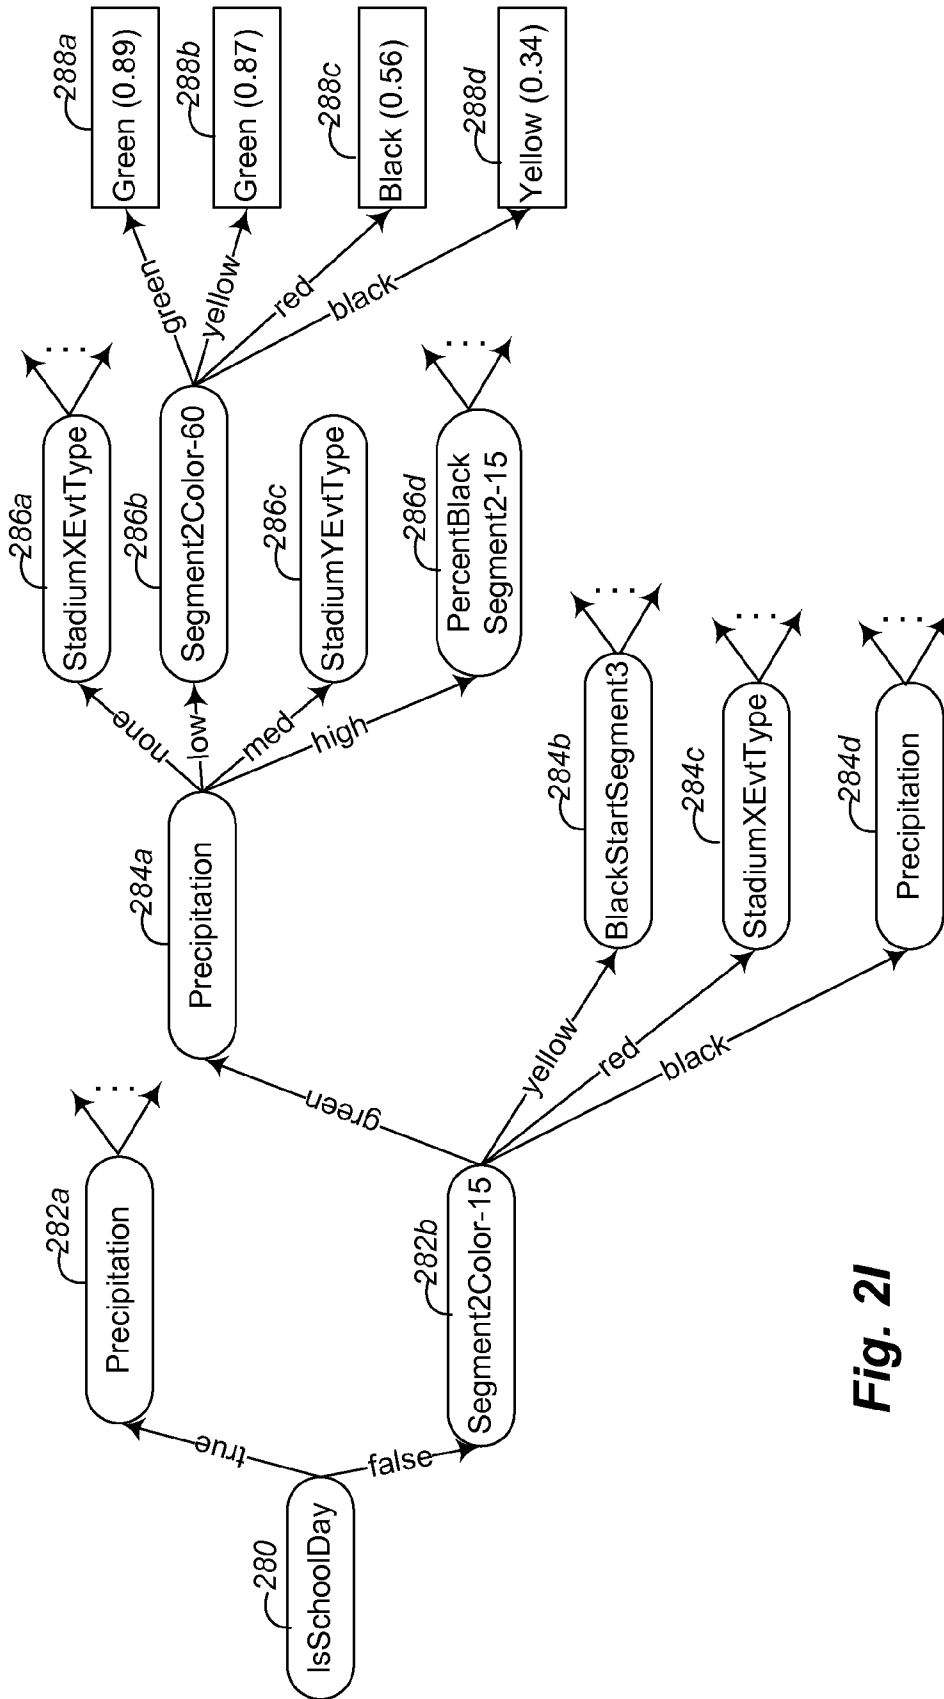 280
IsSchoolDay
true
false
282a
Precipitation
...
282b
Segment2Color-15
green
yellow
red
black
284a
Precipitation
none
low
med
high
284b
BlackStartSegment3
...
284c
StadiumXEvtType
...
284d
Precipitation
...
286a
StadiumXEvtType
...
286b
Segment2Color-60
286c
StadiumYEvtType
286d
PercentBlack
Segment2-15
...
green
yellow
red
black
288a
Green (0.89)
288b
Green (0.87)
288c
Black (0.56)
288d
Yellow (0.34)
Fig. 2I